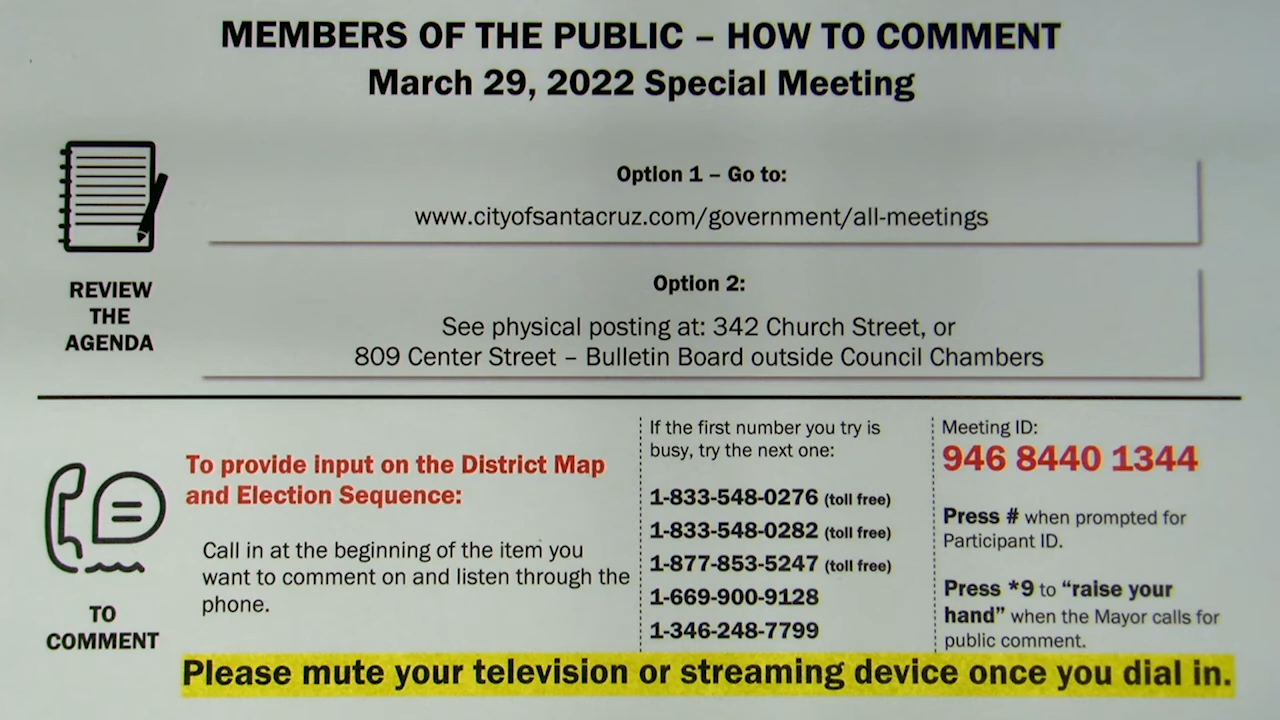 MEMBERS OF THE PUBLIC – HOW TO COMMENT
March 29, 2022 Special Meeting
REVIEW
THE
AGENDA
Option 1 – Go to:
www.cityofsantacruz.com/government/all-meetings
Option 2:
See physical posting at: 342 Church Street, or
809 Center Street – Bulletin Board outside Council Chambers
TO
COMMENT
To provide input on the District Map
and Election Sequence:
Call in at the beginning of the item you
want to comment on and listen through the
phone.
If the first number you try is
busy, try the next one:
1-833-548-0276 (toll free)
1-833-548-0282 (toll free)
1-877-853-5247 (toll free)
1-669-900-9128
1-346-248-7799
Meeting ID:
946 8440 1344
Press # when prompted for
Participant ID.
Press *9 to “raise your
hand” when the Mayor calls for
public comment.
Please mute your television or streaming device once you dial in.